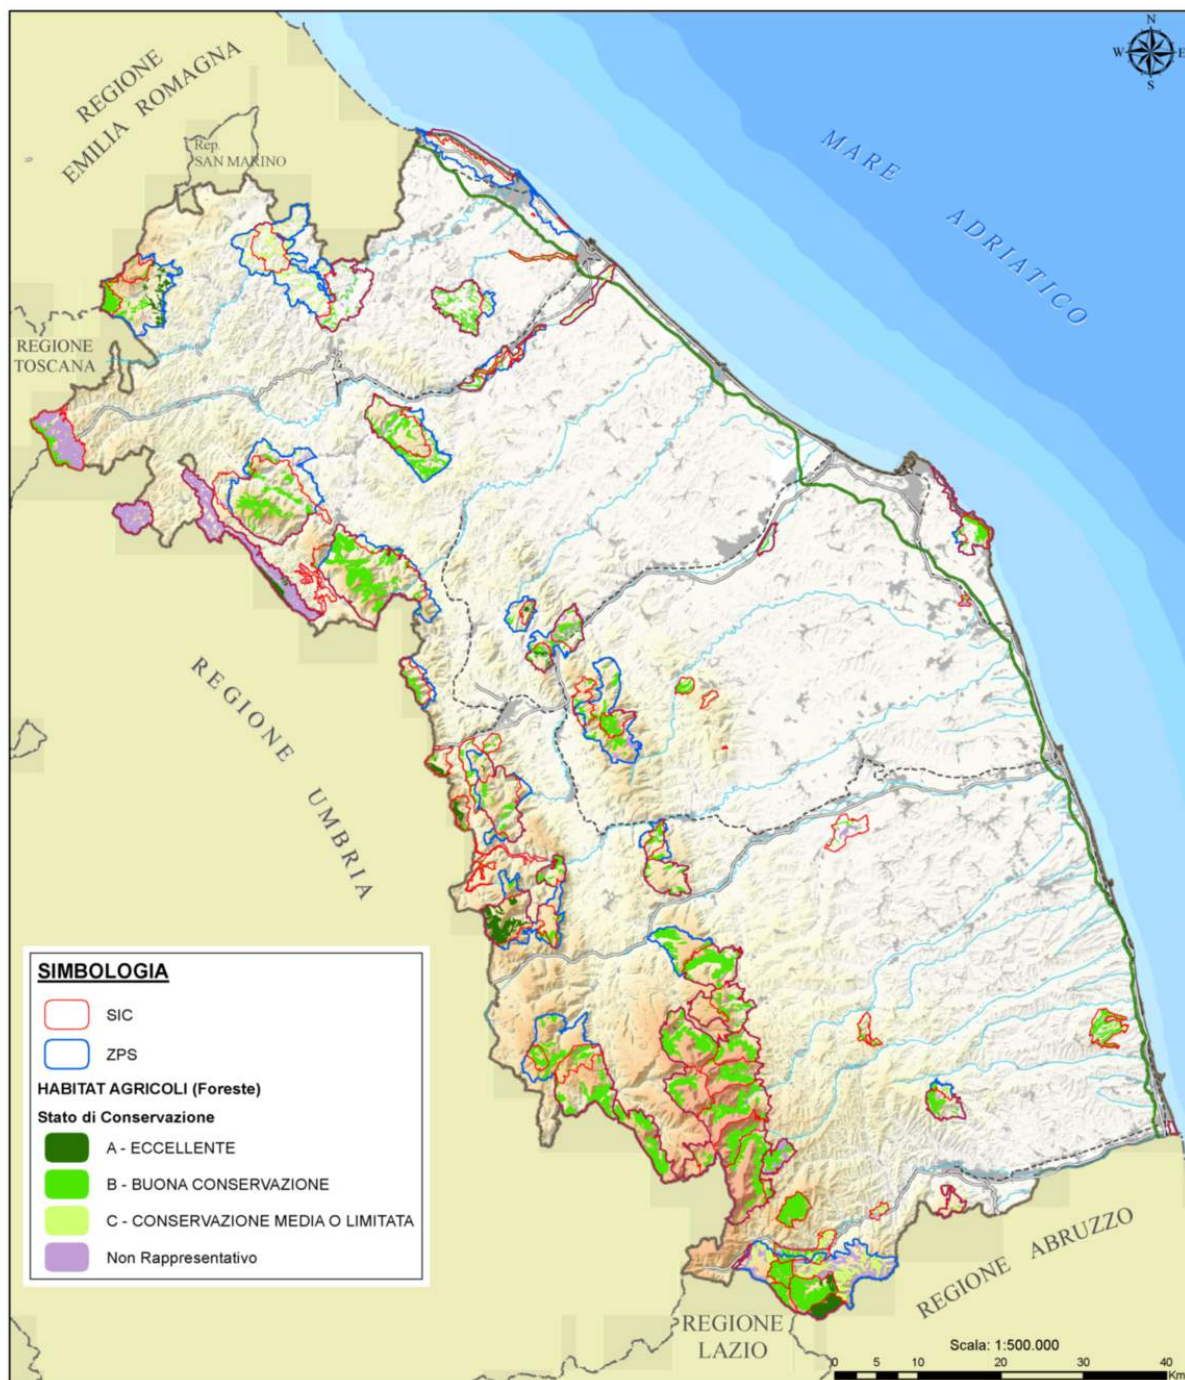 N
W E
S
REGIONE
EMILIA ROMAGNA
Rep.
SAN MARINO
MARE
ADRIATICO
REGIONE
TOSCANA
REGIONE
UMBRIA
SIMBOLOGIA
SIC
ZPS
HABITAT AGRICOLI (Foreste)
Stato di Conservazione
A - ECCELLENTE
B - BUONA CONSERVAZIONE
C - CONSERVAZIONE MEDIA O LIMITATA
Non Rappresentativo
REGIONE ABRUZZO
REGIONE
LAZIO
Scala: 1:500.000
0 5 10 20 30 40
Km